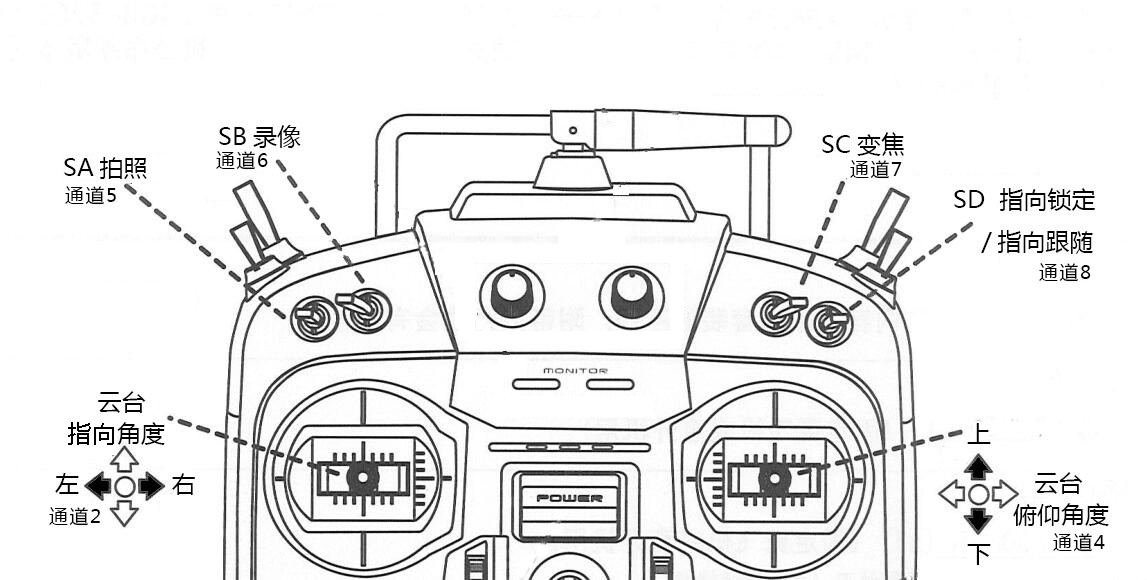 SB 录像
通道6
SA 拍照
通道5
SC 变焦
通道7
SD 指向锁定
/ 指向跟随
通道8
MONITOR
云台
指向角度
左
右
通道2
POWER
上
云台
俯仰角度
通道4
下